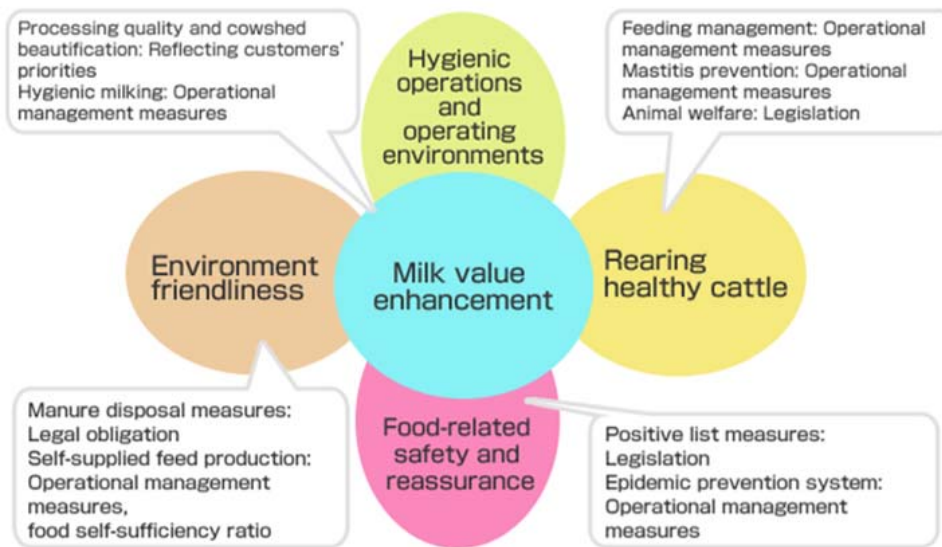 Processing quality and cowshed
beautification: Reflecting customers'
priorities
Hygienic milking: Operational
management measures
Hygienic
operations
and
operating
environments
Feeding management: Operational
management measures
Mastitis prevention: Operational
management measures
Animal welfare: Legislation
Environment
friendliness
Milk value
enhancement
Rearing
healthy cattle
Manure disposal measures:
Legal obligation
Self-supplied feed production:
Operational management
measures,
food self-sufficiency ratio
Food-related
safety and
reassurance
Positive list measures:
Legislation
Epidemic prevention system:
Operational management
measures